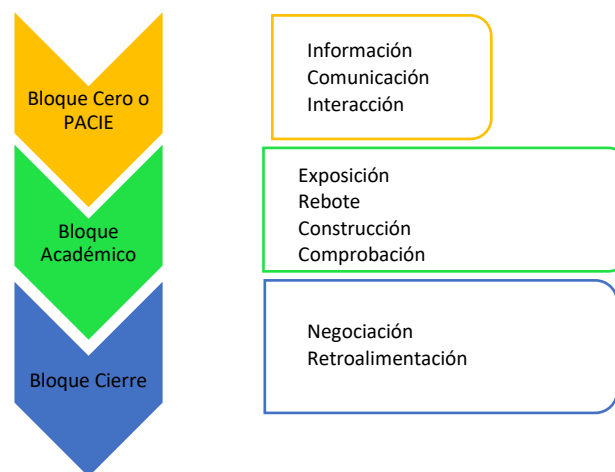 Bloque Cero o
PACIE
Información
Comunicación
Interacción
Bloque
Académico
Exposición
Rebote
Construcción
Comprobación
Bloque Cierre
Negociación
Retroalimentación